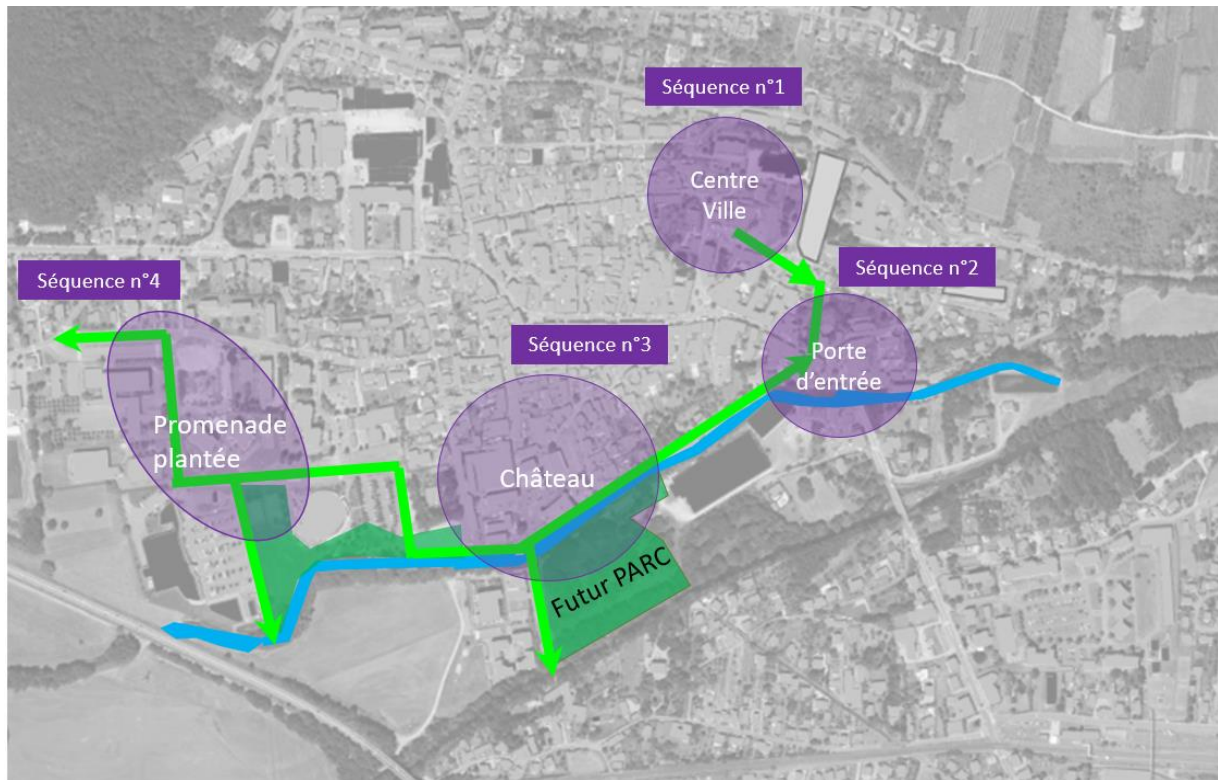 Séquence n°1
Centre
Ville
Séquence n°2
Porte
d'entrée
Séquence n°3
Château
Séquence n°4
Promenade
plantée
Futur PARC